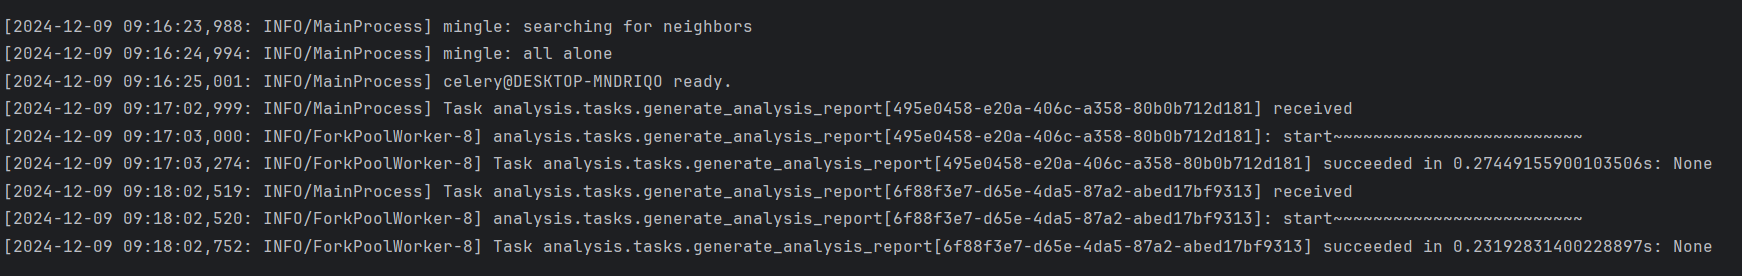 [2024-12-09 09:16:23,988: INFO/MainProcess] mingle: searching for neighbors
[2024-12-09 09:16:24,994: INFO/MainProcess] mingle: all alone
[2024-12-09 09:16:25,001: INFO/MainProcess] celery@DESKTOP-MNDRIQO ready.
[2024-12-09 09:17:02,999: INFO/MainProcess] Task analysis.tasks.generate_analysis_report[495e0458-e20a-406c-a358-80b0b712d181] received
[2024-12-09 09:17:03,000: INFO/ForkPoolWorker-8] analysis.tasks.generate_analysis_report[495e0458-e20a-406c-a358-80b0b712d181]: start~~~~~~~~~~~~~~~~~~~~~~~~~
[2024-12-09 09:17:03,274: INFO/ForkPoolWorker-8] Task analysis.tasks.generate_analysis_report[495e0458-e20a-406c-a358-80b0b712d181] succeeded in 0.27449155900103506s: None
[2024-12-09 09:18:02,519: INFO/MainProcess] Task analysis.tasks.generate_analysis_report[6f88f3e7-d65e-4da5-87a2-abed17bf9313] received
[2024-12-09 09:18:02,520: INFO/ForkPoolWorker-8] analysis.tasks.generate_analysis_report[6f88f3e7-d65e-4da5-87a2-abed17bf9313]: start~~~~~~~~~~~~~~~~~~~~~~~~~
[2024-12-09 09:18:02,752: INFO/ForkPoolWorker-8] Task analysis.tasks.generate_analysis_report[6f88f3e7-d65e-4da5-87a2-abed17bf9313] succeeded in 0.23192831400228897s: None